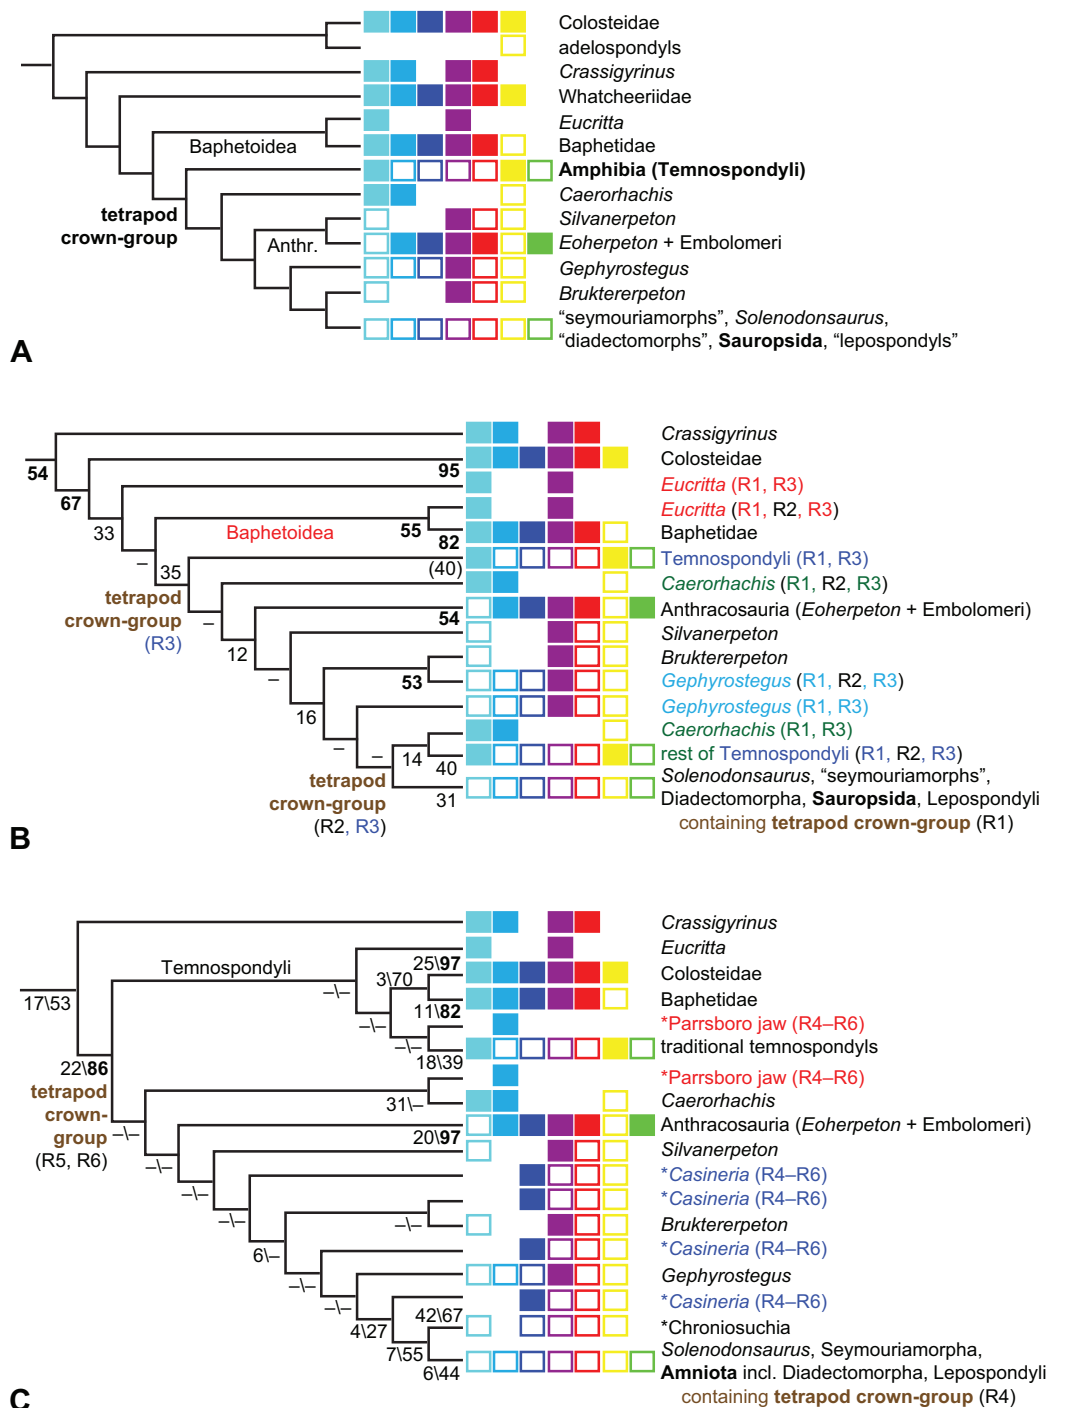 Colosteidae
adelospondyls
Crassigyrinus
Whatcheeriidae
Eucritta
Baphetoidea
Baphetidae
Amphibia (Temnospondyli)
Caerorhachis
tetrapod
crown-group
Silvanerpeton
Anthr.
Eoherpeton + Embolomeri
Gephyrostegus
Bruktererpeton
“seymouriamorphs”, Solenodonsaurus,
“diadectomorphs”, Sauropsida, “lepospondyls”
A
Crassigyrinus
54
95
Colosteidae
67
Eucritta (R1, R3)
33
Eucritta (R1, R2, R3)
Baphetoidea
55
82
Baphetidae
–
35
(40)
Temnospondyli (R1, R3)
Caerorhachis (R1, R2, R3)
tetrapod
crown-group
(R3)
–
54
Anthracosauria (Eoherpeton + Embolomeri)
12
Silvanerpeton
–
Bruktererpeton
53
Gephyrostegus (R1, R2, R3)
16
Gephyrostegus (R1, R3)
–
Caerorhachis (R1, R3)
–
14
40
rest of Temnospondyli (R1, R2, R3)
tetrapod
crown-group
(R2, R3)
31
Solenodonsaurus, “seymouriamorphs”,
Diadectomorpha, Sauropsida, Lepospondyli
containing tetrapod crown-group (R1)
B
Crassigyrinus
Eucritta
Temnospondyli
25\97
Colosteidae
17\53
–\–
3\70
11\82
Baphetidae
–\–
*Parrsboro jaw (R4–R6)
–\–
18\39
traditional temnospondyls
22\86
*Parrsboro jaw (R4–R6)
tetrapod
crown-
group
(R5, R6)
31\–
Caerorhachis
–\–
20\97
Anthracosauria (Eoherpeton + Embolomeri)
–\–
Silvanerpeton
–\–
*Casineria (R4–R6)
*Casineria (R4–R6)
–\–
–\–
Bruktererpeton
6\–
*Casineria (R4–R6)
–\–
Gephyrostegus
–\–
*Casineria (R4–R6)
4\27
42\67
*Chroniosuchia
7\55
6\44
Solenodonsaurus, Seymouriamorpha,
Amniota incl. Diadectomorpha, Lepospondyli
containing tetrapod crown-group (R4)
C